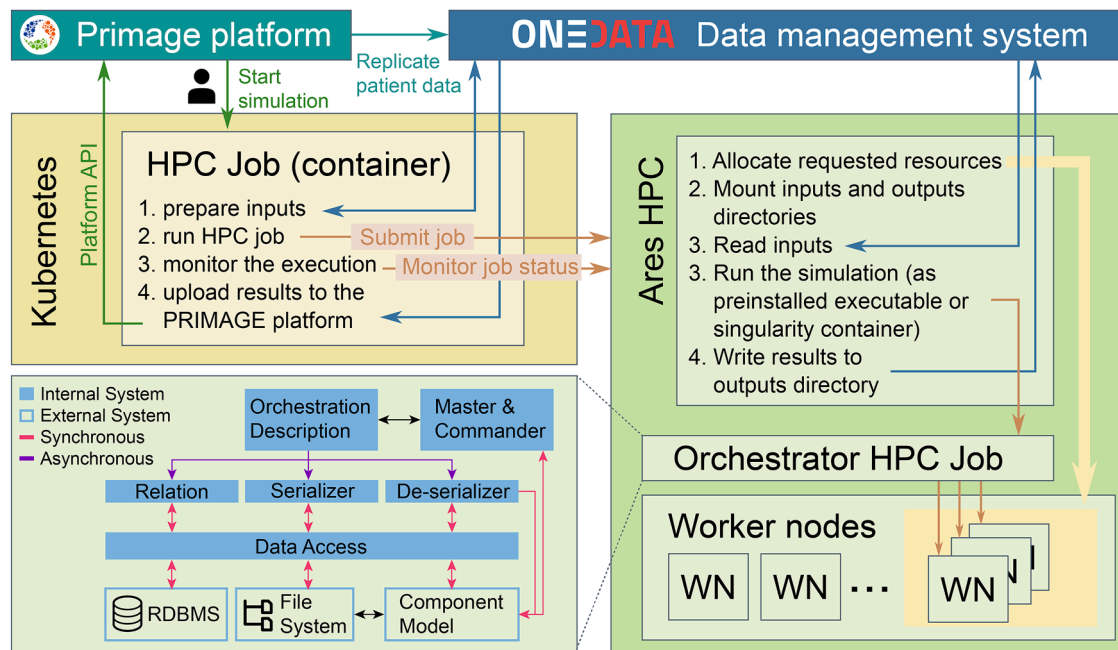 Primage platform
ONEDATA Data management system
Replicate
patient data
Start
simulation
Platform API
Kubernetes
HPC Job (container)
1. prepare inputs
2. run HPC job
3. monitor the execution
4. upload results to the
PRIMAGE platform
Submit job
Monitor job status
Ares HPC
1. Allocate requested resources
2. Mount inputs and outputs
directories
3. Read inputs
3. Run the simulation (as
preinstalled executable or
singularity container)
4. Write results to
outputs directory
Orchestrator HPC Job
Worker nodes
WN
WN
...
WN
N
Internal System
External System
Synchronous
Asynchronous
Orchestration
Description
Master &
Commander
Relation
Serializer
De-serializer
Data Access
RDBMS
File
System
Component
Model